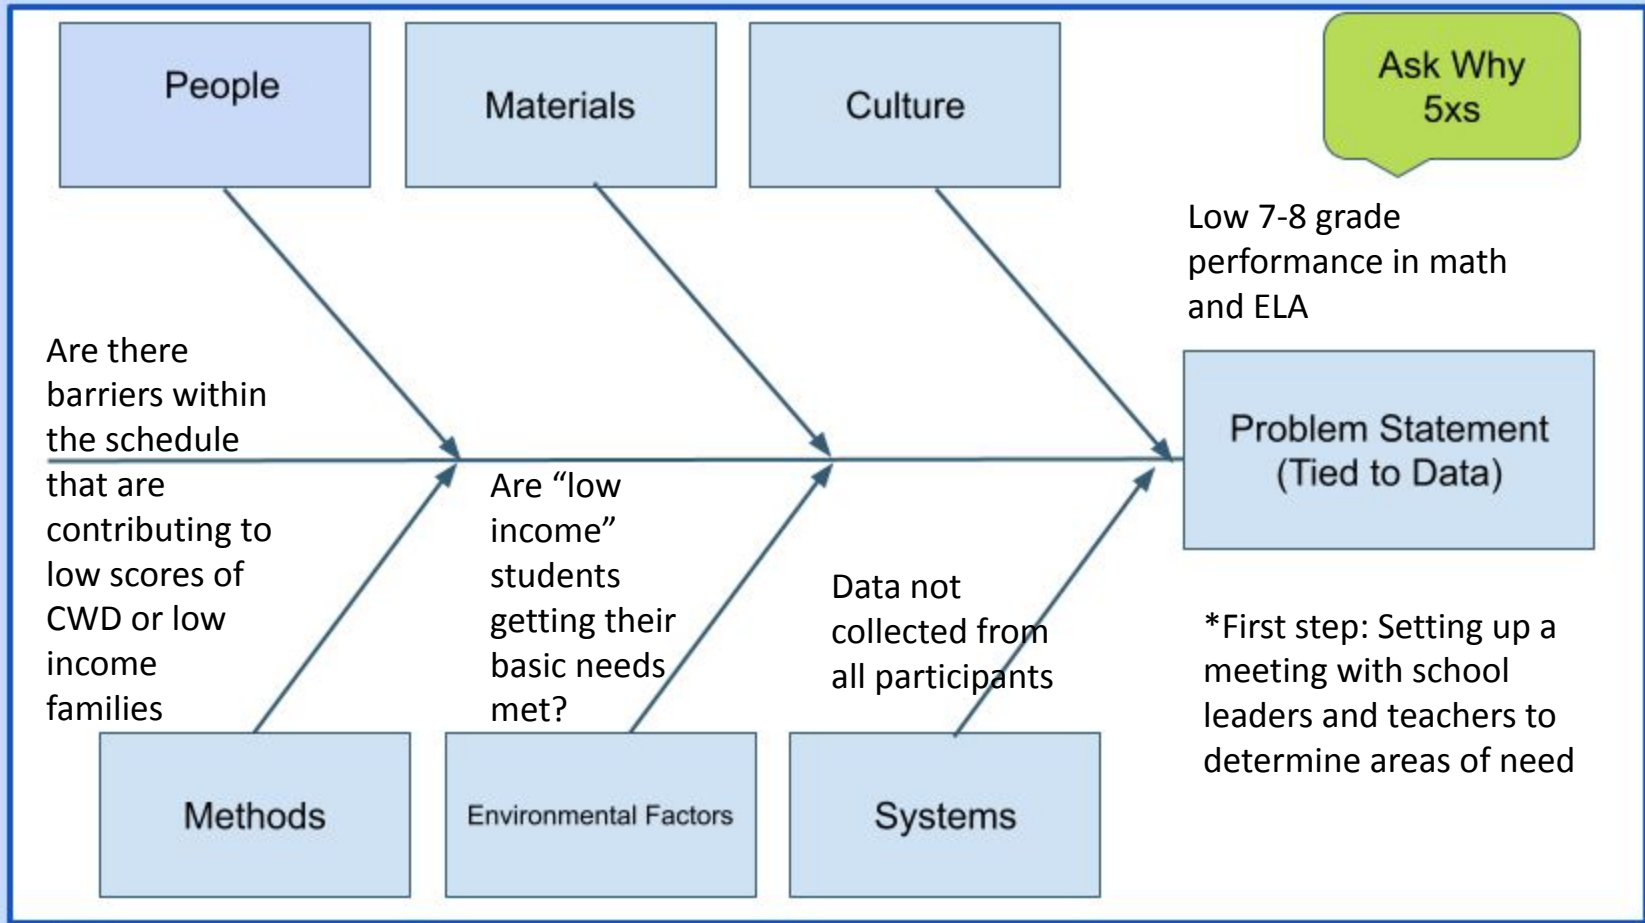 People
Materials
Culture
Ask Why
5xs
Low 7-8 grade
performance in math
and ELA
Are there
barriers within
the schedule
that are
contributing to
low scores of
CWD or low
income
families
Are “low
income”
students
getting their
basic needs
met?
Data not
collected from
all participants
Problem Statement
(Tied to Data)
*First step: Setting up a
meeting with school
leaders and teachers to
determine areas of need
Methods
Environmental Factors
Systems